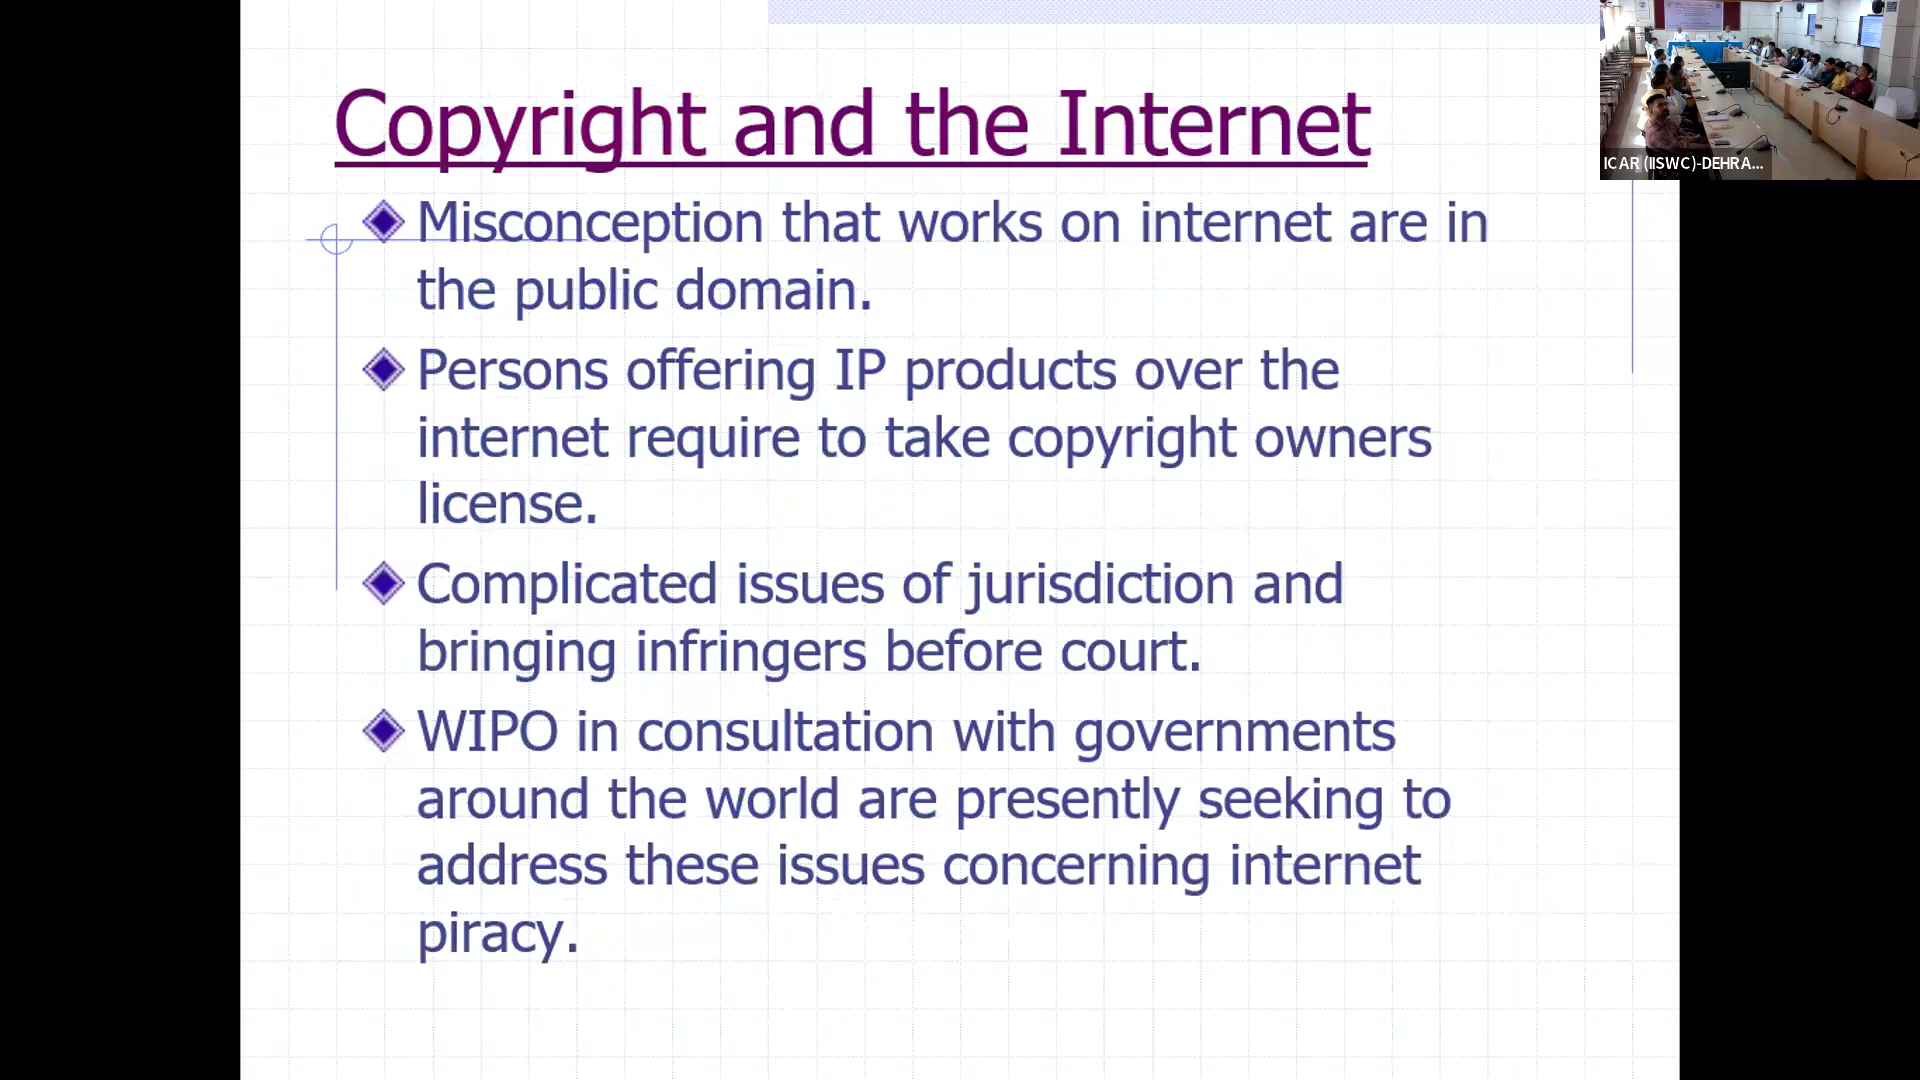 Copyright and the Internet
Misconception that works on internet are in
the public domain.
Persons offering IP products over the
internet require to take copyright owners
license.
Complicated issues of jurisdiction and
bringing infringers before court.
WIPO in consultation with governments
around the world are presently seeking to
address these issues concerning internet
piracy.
ICAR (IISWC)-DEHRA...